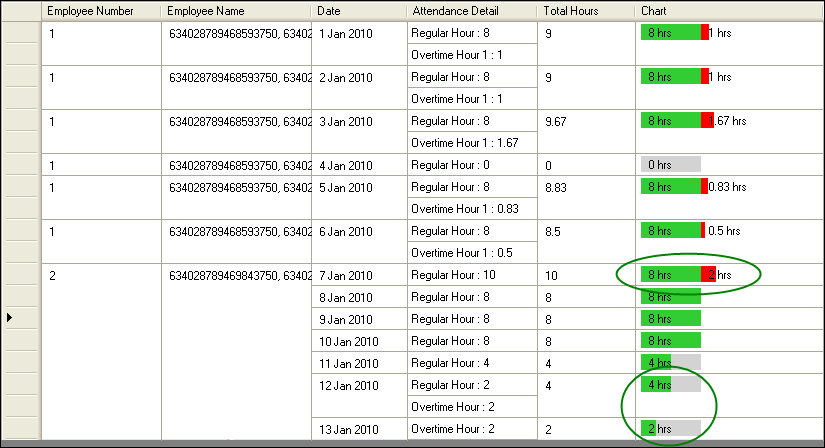 Employee Number Employee Name Date Attendance Detail Total Hours Chart
1 634028789468593750, 63402 1 Jan 2010 Regular Hour : 8 9 8 hrs 1 hrs
Overtime Hour 1 : 1
1 634028789468593750, 63402 2 Jan 2010 Regular Hour : 8 9 8 hrs 1 hrs
Overtime Hour 1 : 1
1 634028789468593750, 63402 3 Jan 2010 Regular Hour : 8 9.67 8 hrs 1.67 hrs
Overtime Hour 1 : 1.67
1 634028789468593750, 63402 4 Jan 2010 Regular Hour : 0 0 0 hrs
1 634028789468593750, 63402 5 Jan 2010 Regular Hour : 8 8.83 8 hrs 0.83 hrs
Overtime Hour 1 : 0.83
1 634028789468593750, 63402 6 Jan 2010 Regular Hour : 8 8.5 8 hrs 0.5 hrs
Overtime Hour 1 : 0.5
2 634028789469843750, 63402 7 Jan 2010 Regular Hour : 10 10 8 hrs 2 hrs
8 Jan 2010 Regular Hour : 8 8 8 hrs
9 Jan 2010 Regular Hour : 8 8 8 hrs
10 Jan 2010 Regular Hour : 8 8 8 hrs
11 Jan 2010 Regular Hour : 4 4 4 hrs
12 Jan 2010 Regular Hour : 2 4 4 hrs
Overtime Hour : 2
13 Jan 2010 Regular Hour : 2 2 2 hrs